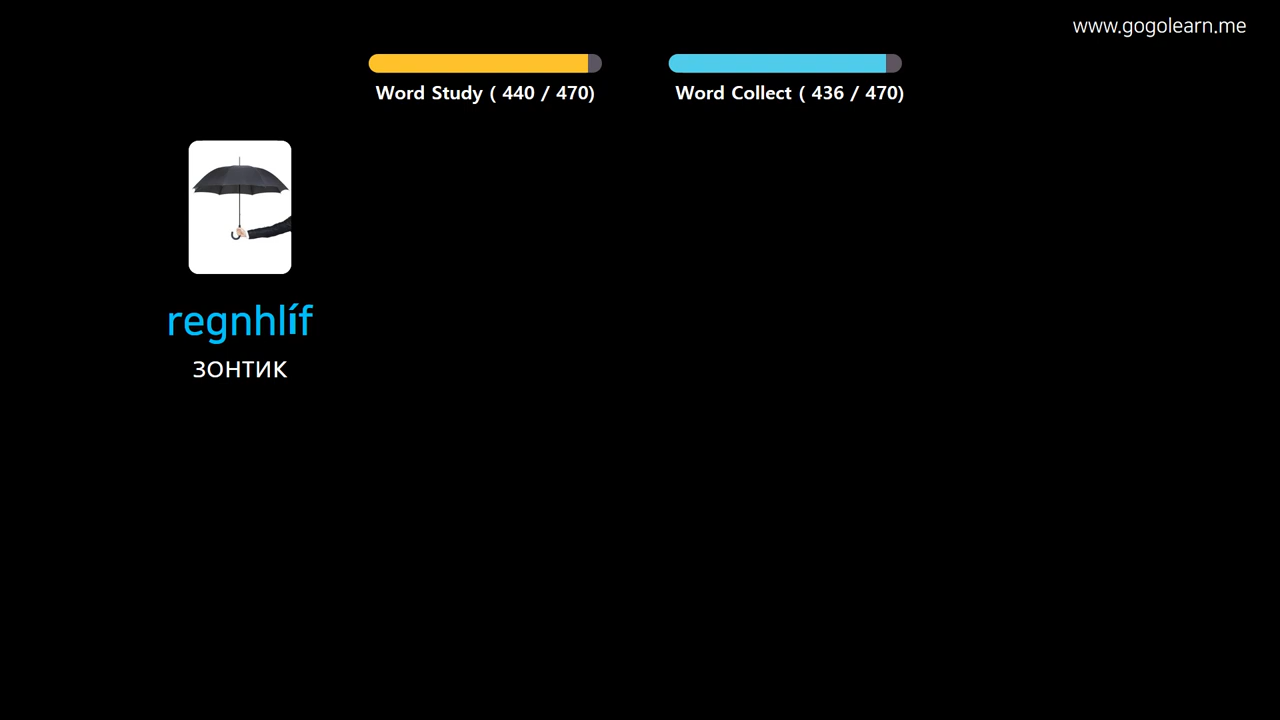 www.gogolearn.me
Word Study ( 440 / 470)
Word Collect ( 436 / 470)
regnhlíf
зонтик